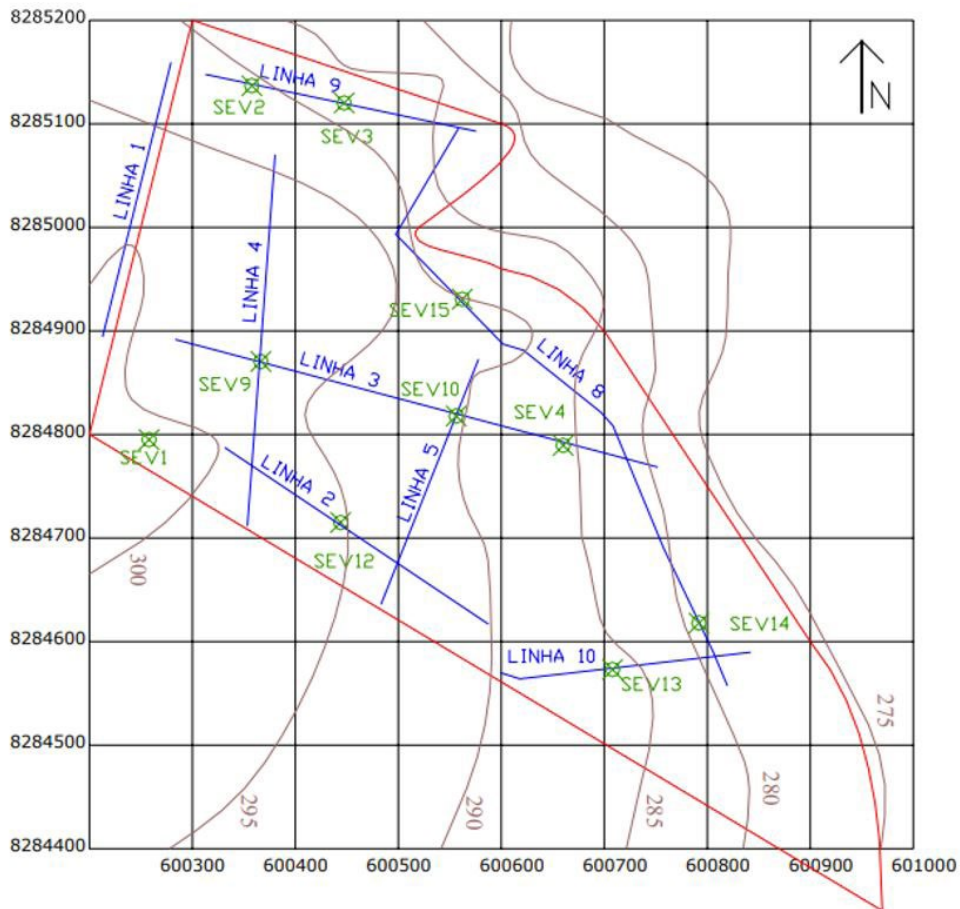 8285200
N
LINHA 9
SEV2
SEV3
8285100
LINHA 1
8285000
LINHA 4
SEV15
8284900
LINHA 8
LINHA 3
SEV9
SEV10
SEV4
8284800
SEV1
LINHA 5
LINHA 2
8284700
SEV12
300
SEV14
8284600
LINHA 10
SEV13
275
8284500
295
290
285
280
8284400
600300
600400
600500
600600
600700
600800
600900
601000